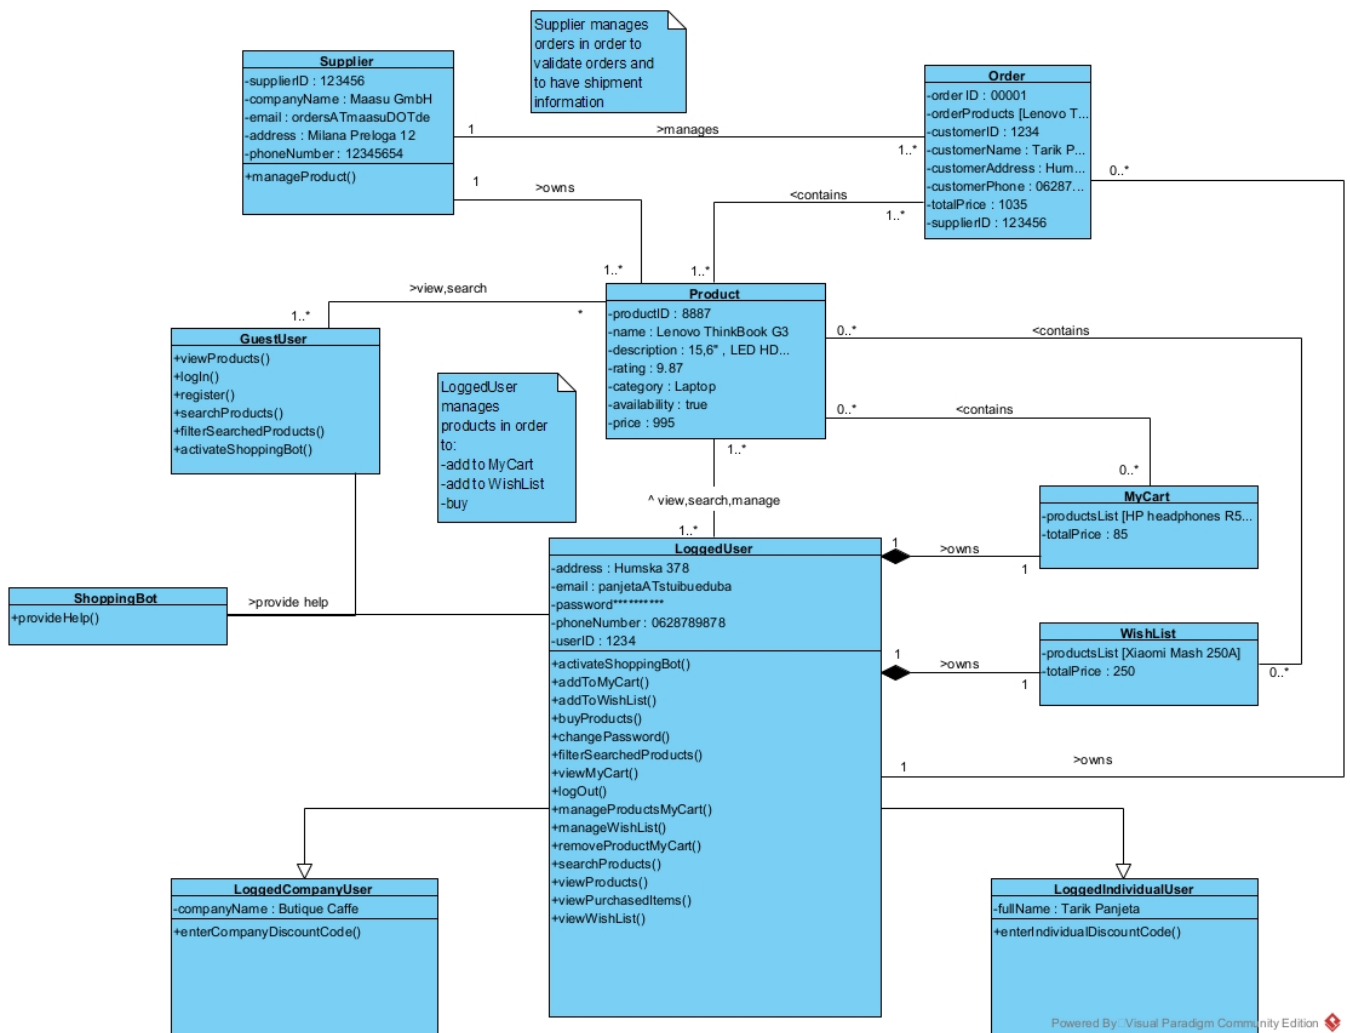 Supplier manages
orders in order to
validate orders and
to have shipment
information
Supplier
-supplierID : 123456
-companyName : Maasu GmbH
-email : ordersATmaasuDOTde
-address : Milana Preloga 12
-phoneNumber : 12345654
+manageProduct()
Order
-order ID : 00001
-orderProducts [Lenovo T...
-customerID : 1234
-customerName : Tarik P...
-customerAddress : Hum...
-customerPhone : 06287...
-totalPrice : 1035
-supplierID : 123456
1
>manages
1..*
0..*
1
>owns
<contains
1..*
1..*
1..*
>view,search
1..*
*
Product
-productID : 8887
-name : Lenovo ThinkBook G3
-description : 15,6" , LED HD...
-rating : 9.87
-category : Laptop
-availability : true
-price : 995
0..*
<contains
0..*
<contains
0..*
GuestUser
+viewProducts()
+logIn()
+register()
+searchProducts()
+filterSearchedProducts()
+activateShoppingBot()
LoggedUser
manages
products in order
to:
-add to MyCart
-add to WishList
-buy
1..*
^ view,search,manage
1..*
MyCart
-productsList [HP headphones R5...
-totalPrice : 85
LoggedUser
-address : Humska 378
-email : panjetaATstuibueduba
-password**********
-phoneNumber : 0628789878
-userID : 1234
+activateShoppingBot()
+addToMyCart()
+addToWishList()
+buyProducts()
+changePassword()
+filterSearchedProducts()
+viewMyCart()
+logOut()
+manageProductsMyCart()
+manageWishList()
+removeProductMyCart()
+searchProducts()
+viewProducts()
+viewPurchasedItems()
+viewWishList()
1
>owns
1
ShoppingBot
+provideHelp()
>provide help
WishList
-productsList [Xiaomi Mash 250A]
-totalPrice : 250
1
>owns
1
0..*
1
>owns
LoggedCompanyUser
-companyName : Butique Caffe
+enterCompanyDiscountCode()
LoggedIndividualUser
-fullName : Tarik Panjeta
+enterIndividualDiscountCode()
Powered By Visual Paradigm Community Edition